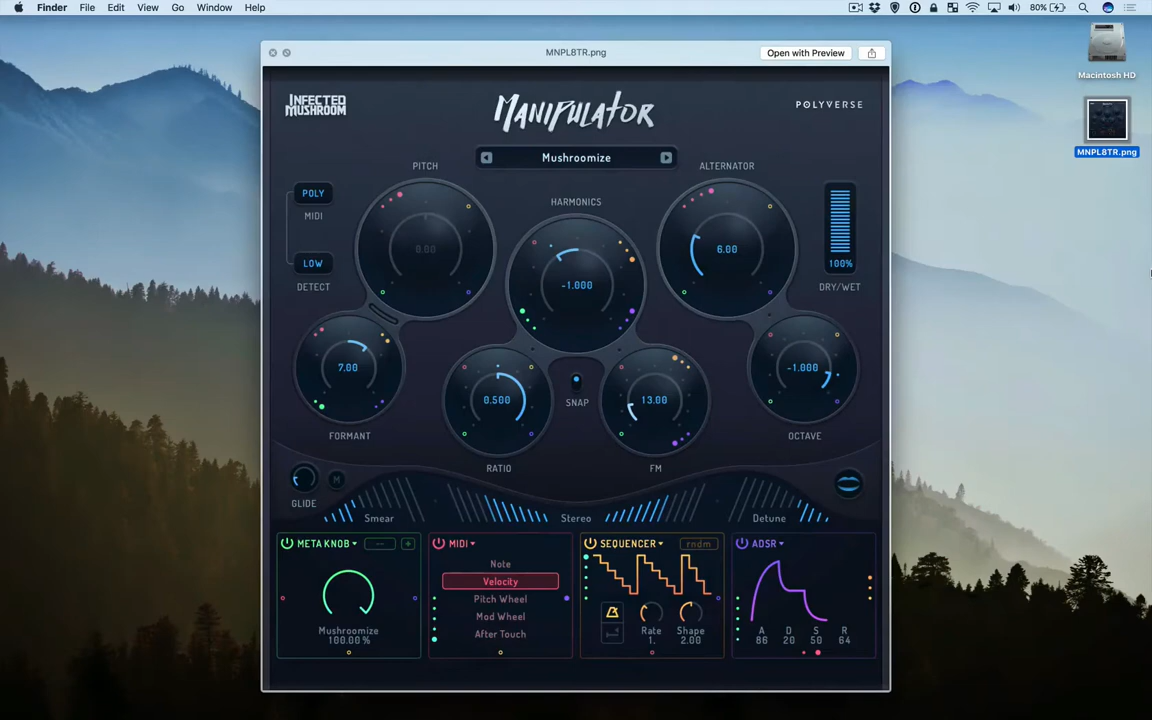 Finder File Edit View Go Window Help 80%
MNPL8TR.png Open with Preview
Macintosh HD
MNPL8TR.png
INFECTED MUSHROOM
Manipulator
POLYVERSE
Mushroomize
PITCH
ALTERNATOR
HARMONICS
POLY
MIDI
LOW
DETECT
0.00
-1.000
6.00
100%
DRY/WET
7.00
FORMANT
0.500
RATIO
SNAP
13.00
FM
-1.000
OCTAVE
GLIDE
M
Smear Stereo Detune
META KNOB -- +
Mushroomize
100.00 %
MIDI
Note
Velocity
Pitch Wheel
Mod Wheel
After Touch
SEQUENCER rndm
Rate Shape
1. 2.00
ADSR
A D S R
86 20 50 64